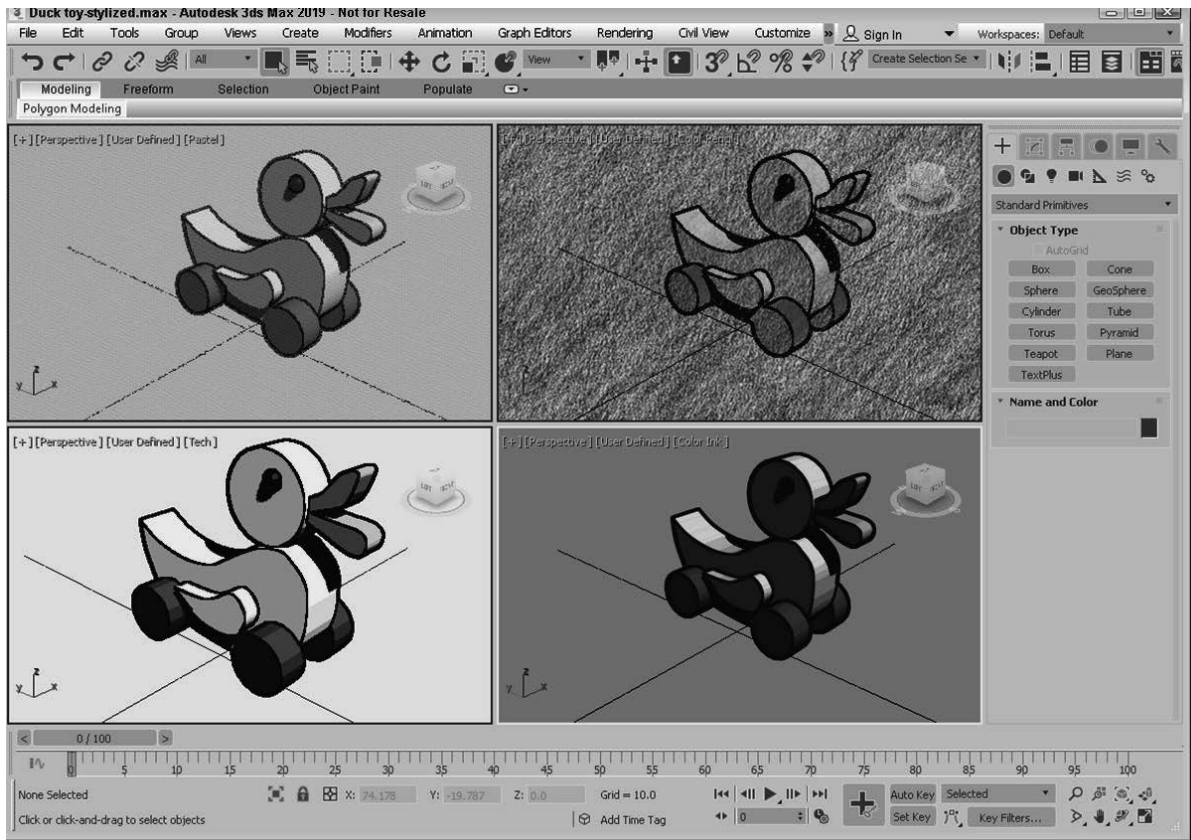 Duck toy-stylized.max - Autodesk 3ds Max 2019 - Not for Resale
File Edit Tools Group Views Create Modifiers Animation Graph Editors Rendering Civil View Customize » Sign In Workspaces: Default
All View Create Selection Se
Modeling Freeform Selection Object Paint Populate
Polygon Modeling
[+] [Perspective] [User Defined] [Pastel]
[+] [Perspective] [User Defined]
Standard Primitives
Object Type
AutoGrid
Box Cone
Sphere GeoSphere
Cylinder Tube
Torus Pyramid
Teapot Plane
TextPlus
Name and Color
z
y x
[+] [Perspective] [User Defined] [Tech]
[+] [Perspective] [User Defined] [Color Ink]
z
y x
z
y x
< 0 / 100 >
0 5 10 15 20 25 30 35 40 45 50 55 60 65 70 75 80 85 90 95 100
None Selected X: 74.178 Y: -19.787 Z: 0.0 Grid = 10.0 Auto Key Selected
Click or click-and-drag to select objects Add Time Tag 0 Set Key Key Filters...